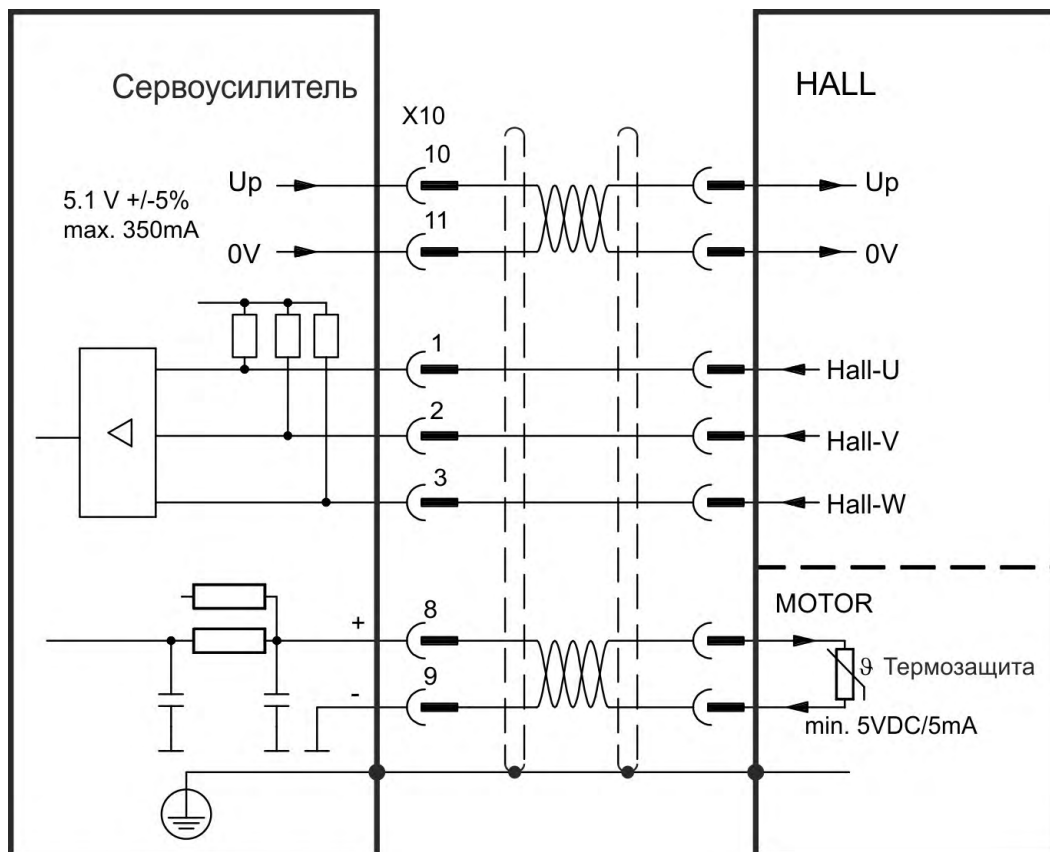 Сервоусилитель
HALL
X10
10
Up
Up
5.1 V +/-5%
max. 350mA
11
0V
0V
1
Hall-U
2
Hall-V
3
Hall-W
MOTOR
8
+
ϑ Термозащита
9
-
min. 5VDC/5mA